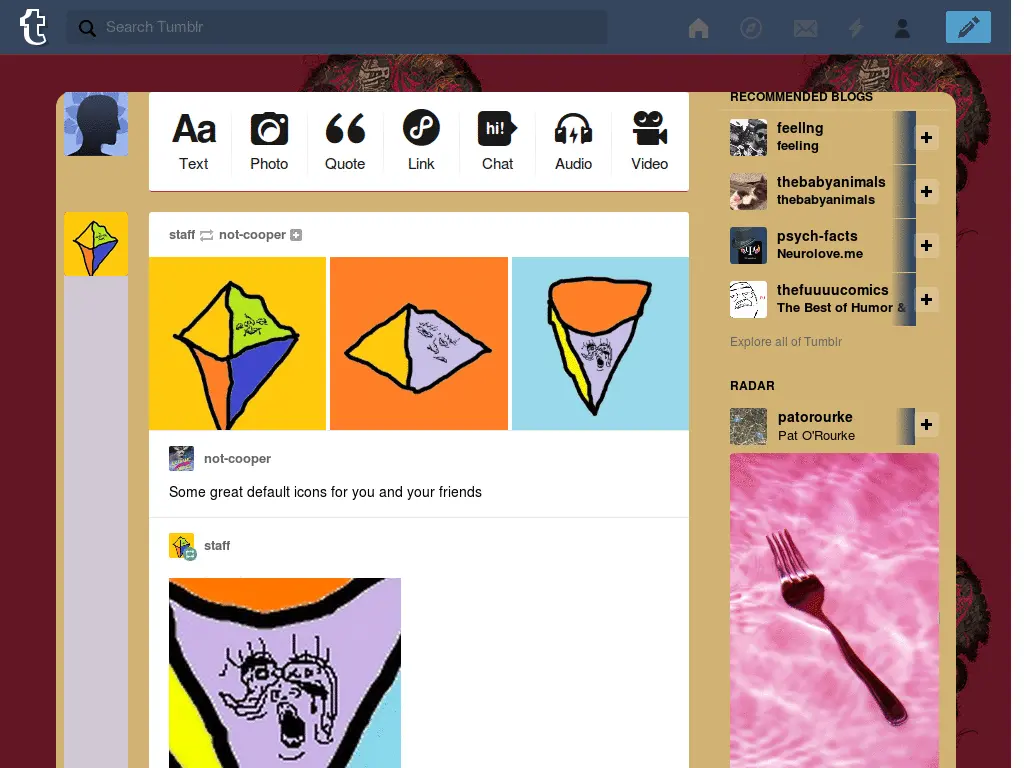 Search Tumblr
Aa
Text
Photo
Quote
Link
hi!
Chat
Audio
Video
staff not-cooper
not-cooper
Some great default icons for you and your friends
staff
RECOMMENDED BLOGS
feeling
feeling
thebabyanimals
thebabyanimals
psych-facts
Neurolove.me
thefuuuucomics
The Best of Humor &
Explore all of Tumblr
RADAR
patorourke
Pat O'Rourke